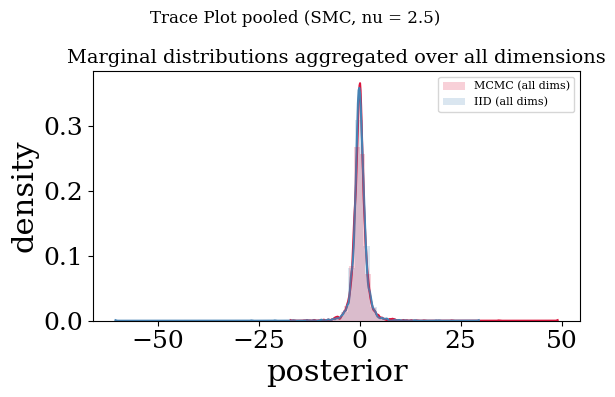 Trace Plot pooled (SMC, nu = 2.5)
Marginal distributions aggregated over all dimensions
MCMC (all dims)
IID (all dims)
density
0.3
0.2
0.1
0.0
−50
−25
0
25
50
posterior